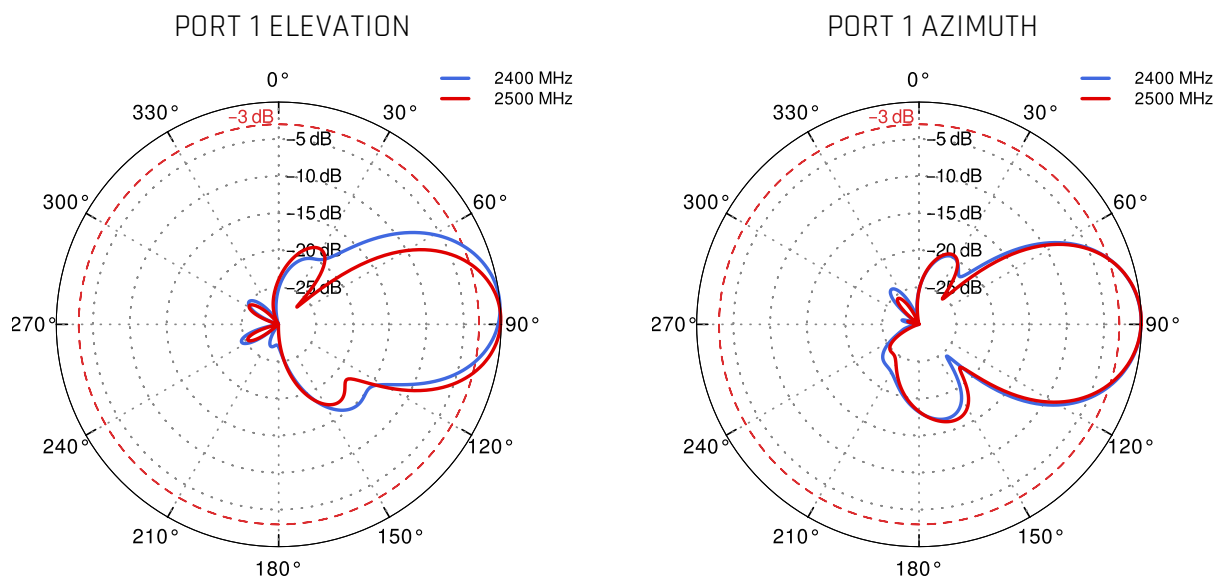 PORT 1 ELEVATION
2400 MHz
2500 MHz
0°
30°
60°
90°
120°
150°
180°
210°
240°
270°
300°
330°
−3 dB
−5 dB
−10 dB
−15 dB
−20 dB
−25 dB
PORT 1 AZIMUTH
2400 MHz
2500 MHz
0°
30°
60°
90°
120°
150°
180°
210°
240°
270°
300°
330°
−3 dB
−5 dB
−10 dB
−15 dB
−20 dB
−25 dB